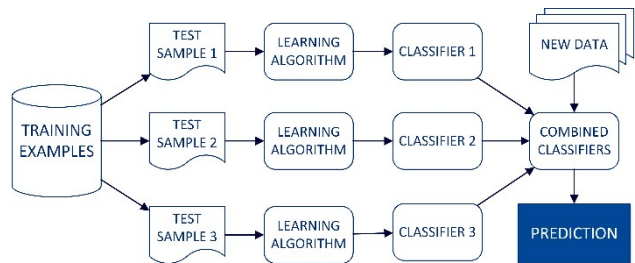 TRAINING
EXAMPLES
TEST
SAMPLE 1
LEARNING
ALGORITHM
CLASSIFIER 1
TEST
SAMPLE 2
LEARNING
ALGORITHM
CLASSIFIER 2
TEST
SAMPLE 3
LEARNING
ALGORITHM
CLASSIFIER 3
NEW DATA
COMBINED
CLASSIFIERS
PREDICTION